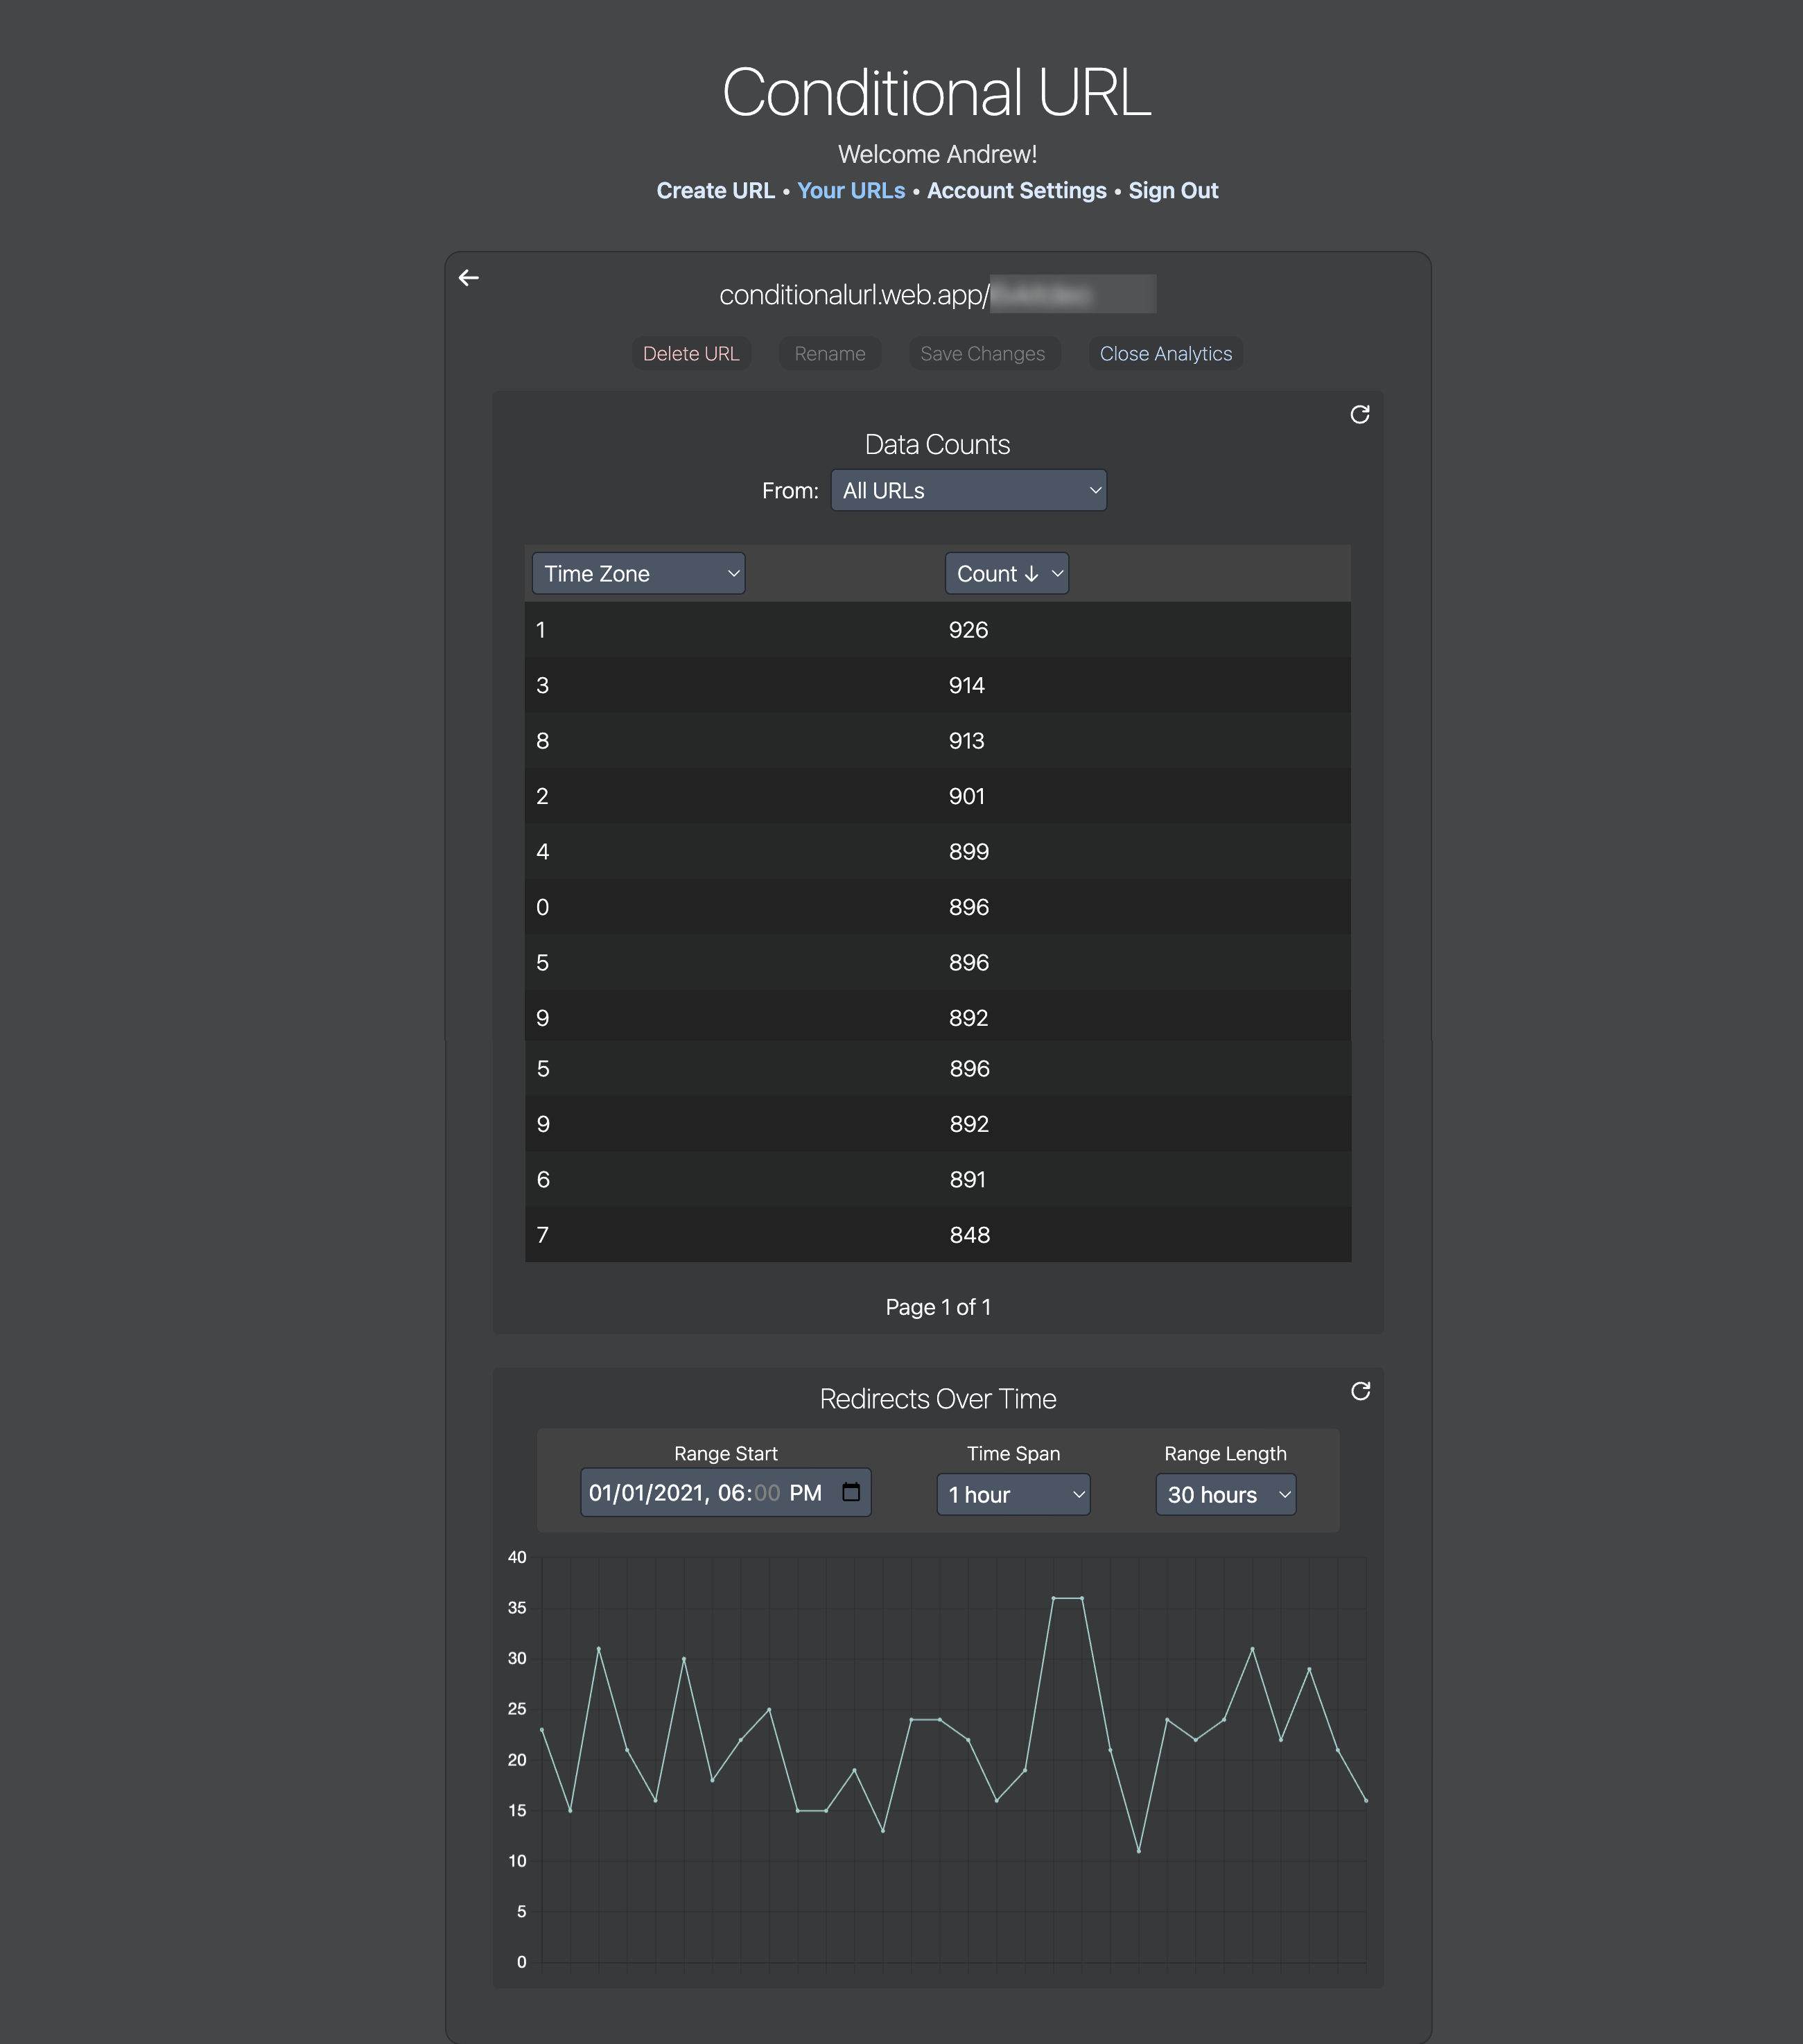 Conditional URL
Welcome Andrew!
Create URL • Your URLs • Account Settings • Sign Out
conditionalurl.web.app/
Delete URL Rename Save Changes Close Analytics
Data Counts
From: All URLs
Time Zone Count ↓
1 926
3 914
8 913
2 901
4 899
0 896
5 896
9 892
5 896
9 892
6 891
7 848
Page 1 of 1
Redirects Over Time
Range Start Time Span Range Length
01/01/2021, 06:00 PM 1 hour 30 hours
40
35
30
25
20
15
10
5
0